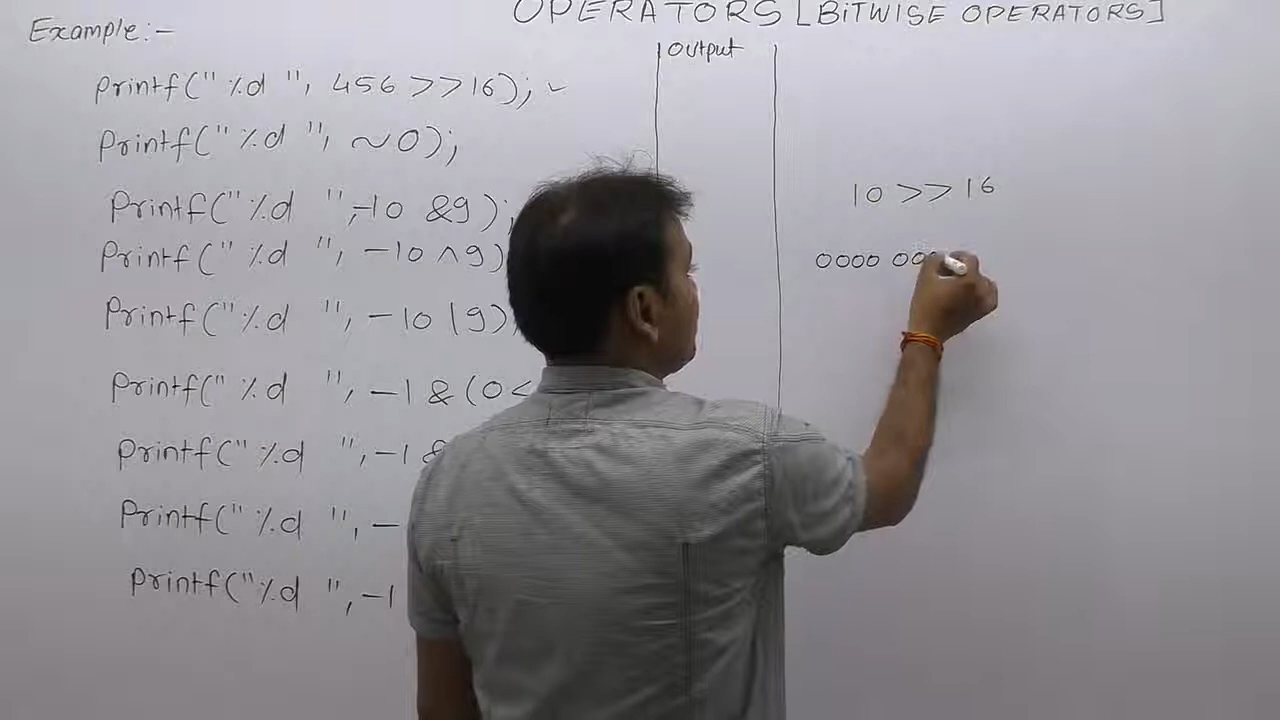 OPERATORS [BITWISE OPERATORS]
Example:-
Output
printf("%d ", 456 >>16);
printf("%d ", ~0);
printf("%d ",-10 &9);
printf("%d ", -10 ^9)
printf("%d ", -10 |9)
printf("%d ", -1 & (0<
printf("%d ",-1 &
printf("%d ", -
printf("%d ",-1
10 >> 16
0000 00